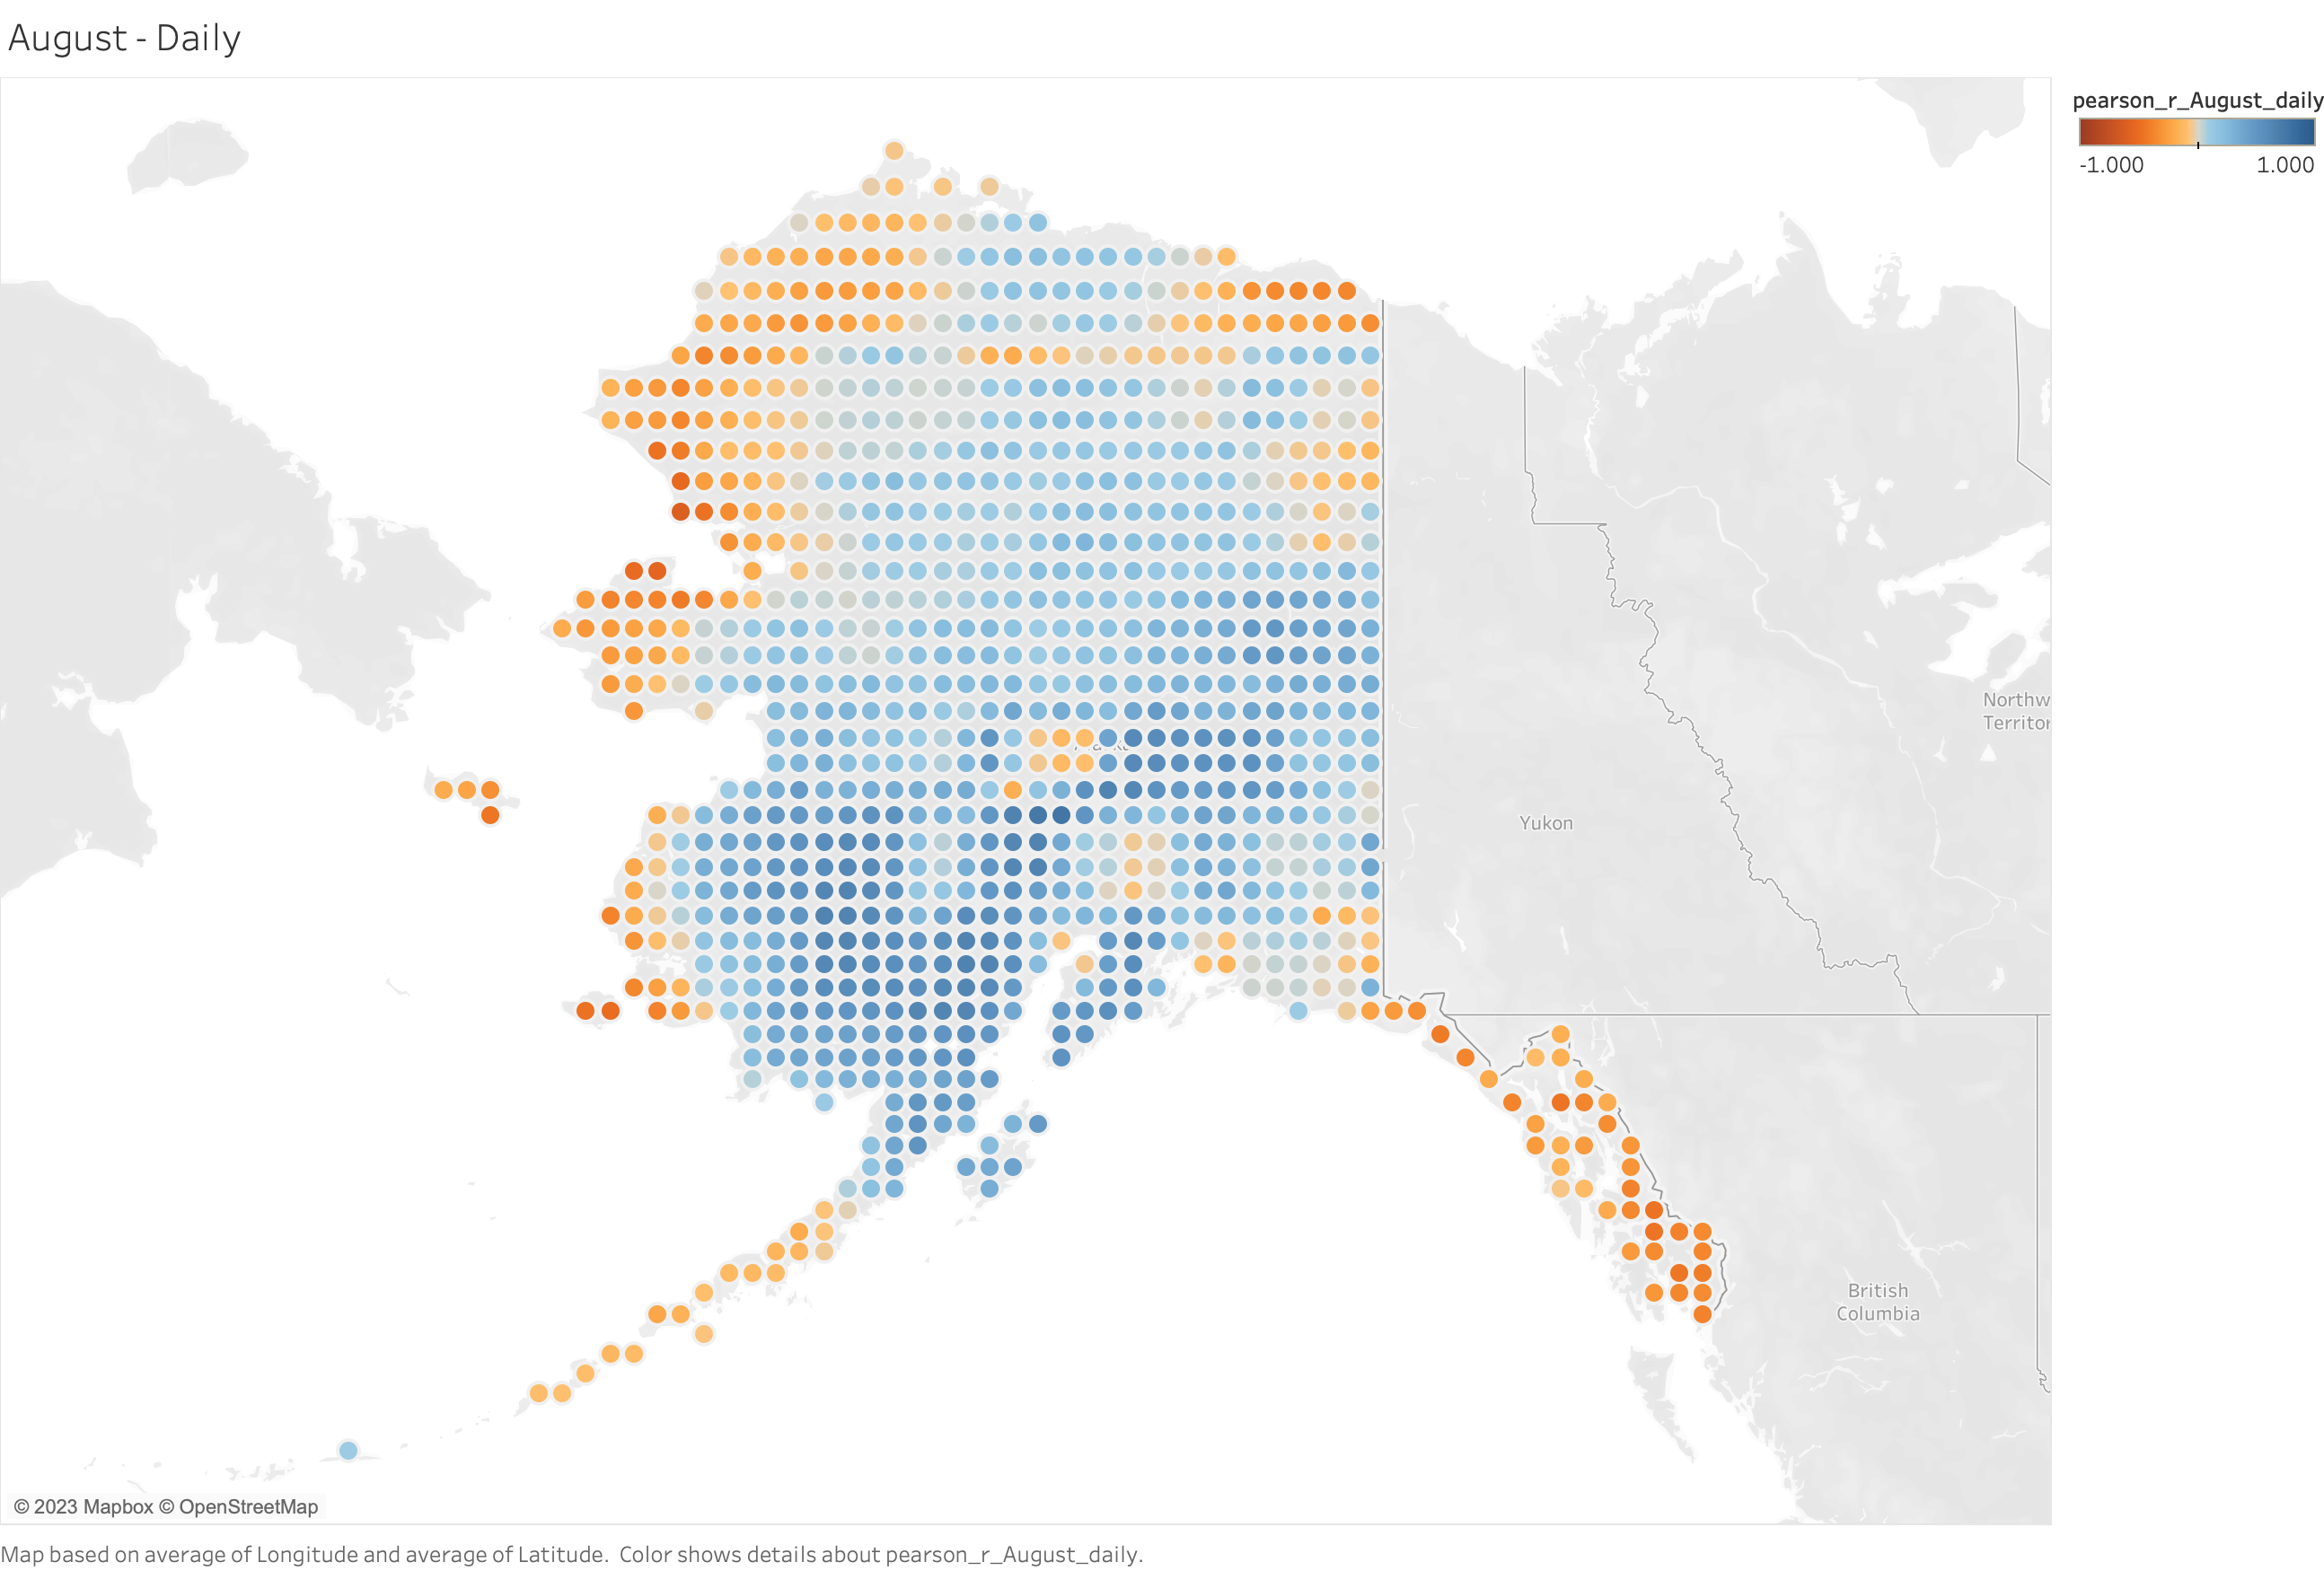 August - Daily
pearson_r_August_daily
-1.000 1.000
Northw
Territor
Yukon
British
Columbia
© 2023 Mapbox © OpenStreetMap
Map based on average of Longitude and average of Latitude.  Color shows details about pearson_r_August_daily.